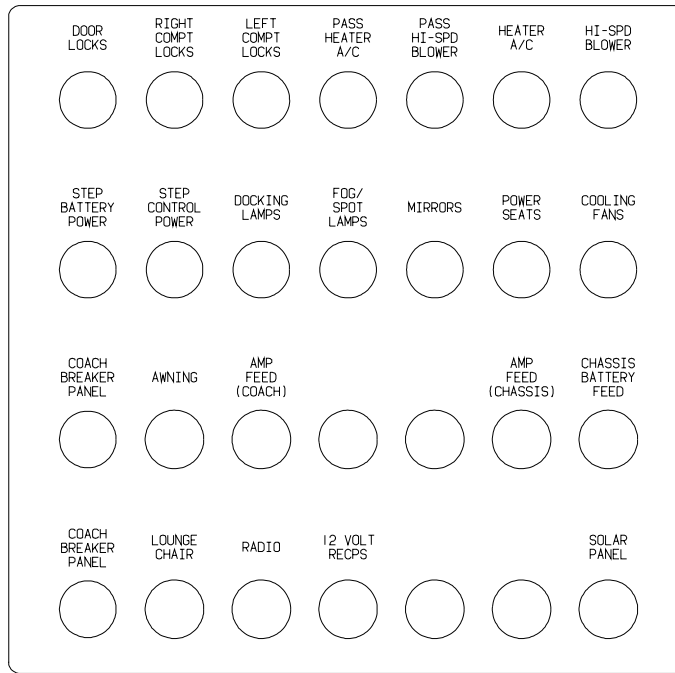 DOOR
LOCKS
RIGHT
COMPT
LOCKS
LEFT
COMPT
LOCKS
PASS
HEATER
A/C
PASS
HI-SPD
BLOWER
HEATER
A/C
HI-SPD
BLOWER
STEP
BATTERY
POWER
STEP
CONTROL
POWER
DOCKING
LAMPS
FOG/
SPOT
LAMPS
MIRRORS
POWER
SEATS
COOLING
FANS
COACH
BREAKER
PANEL
AWNING
AMP
FEED
(COACH)
AMP
FEED
(CHASSIS)
CHASSIS
BATTERY
FEED
COACH
BREAKER
PANEL
LOUNGE
CHAIR
RADIO
12 VOLT
RECPS
SOLAR
PANEL